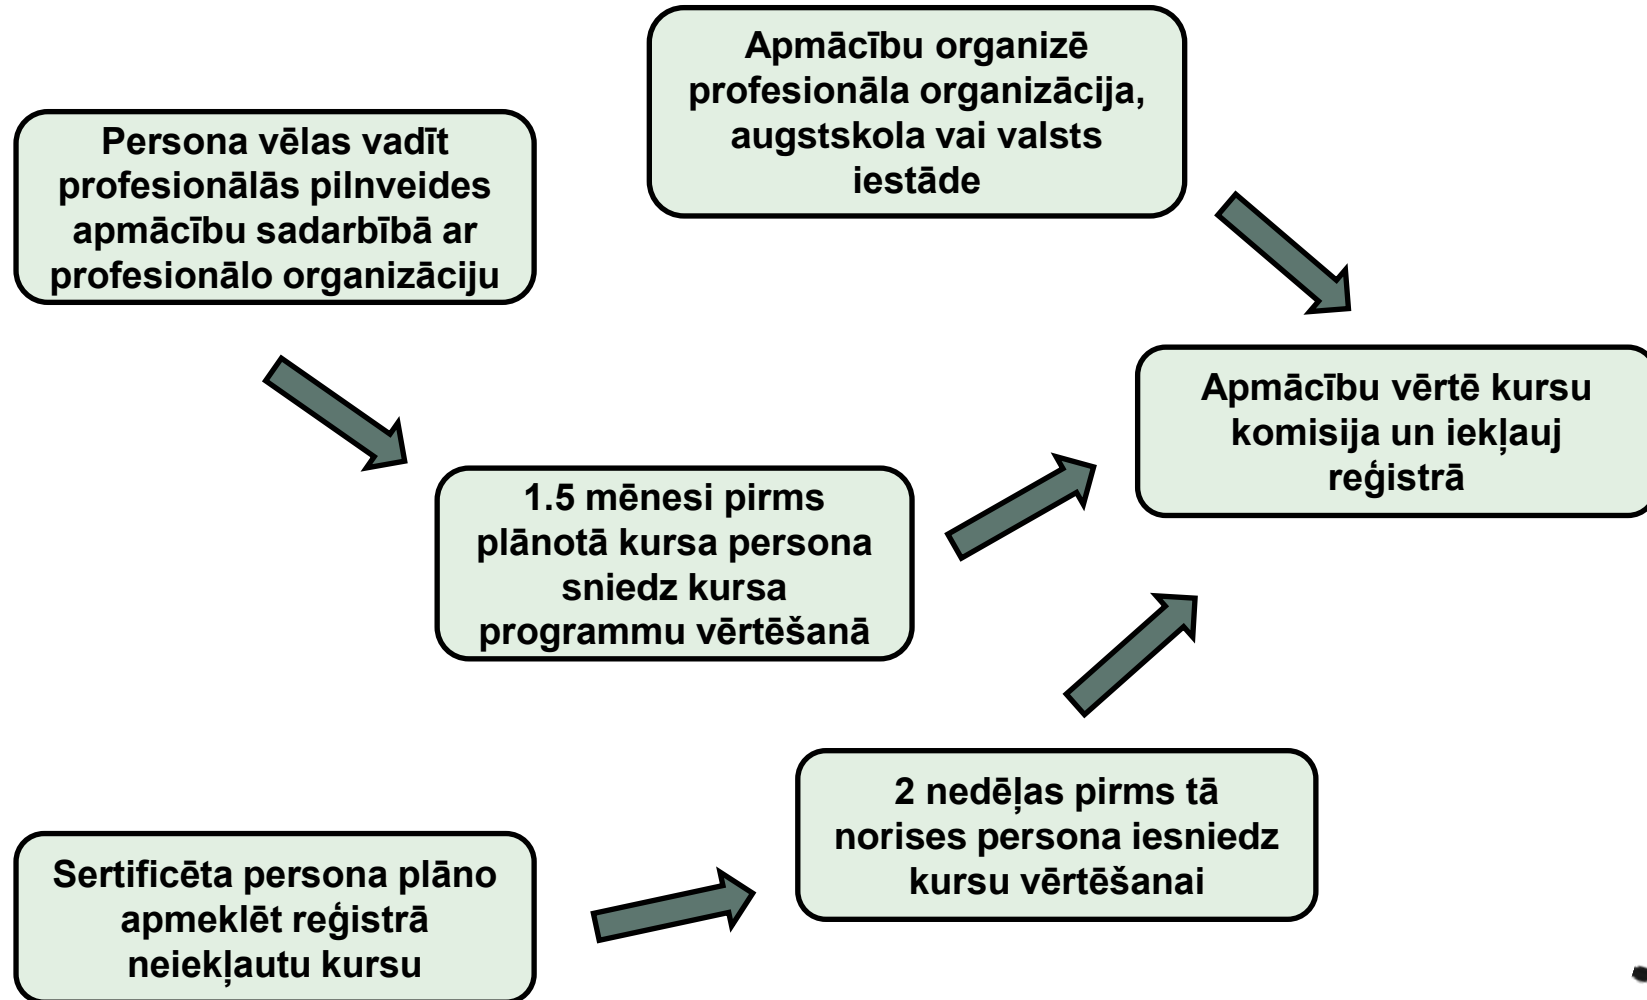 Apmācību organizē
profesionāla organizācija,
augstskola vai valsts
iestāde
Persona vēlas vadīt
profesionālās pilnveides
apmācību sadarbībā ar
profesionālo organizāciju
Apmācību vērtē kursu
komisija un iekļauj
reģistrā
1.5 mēnesi pirms
plānotā kursa persona
sniedz kursa
programmu vērtēšanā
2 nedēļas pirms tā
norises persona iesniedz
kursu vērtēšanai
Sertificēta persona plāno
apmeklēt reģistrā
neiekļautu kursu